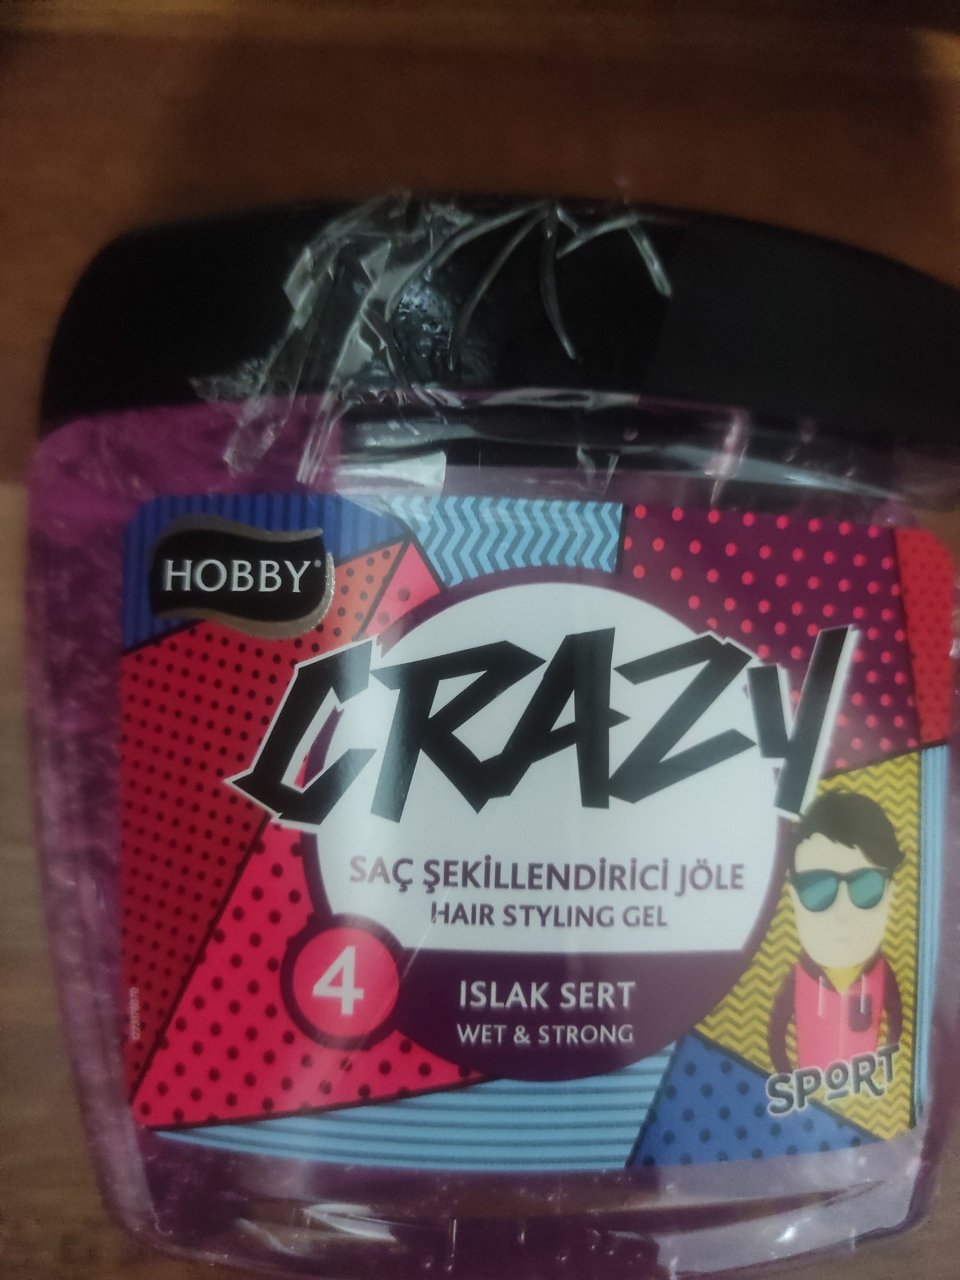 HOBBY®
CRAZY
SAÇ ŞEKİLLENDİRİCİ JÖLE
HAIR STYLING GEL
4
ISLAK SERT
WET & STRONG
SPORT